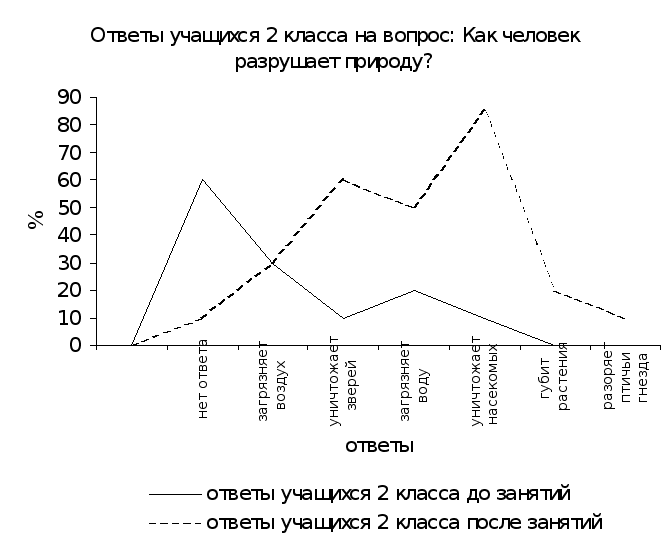 Ответы учащихся 2 класса на вопрос: Как человек
разрушает природу?
90
80
70
60
50
40
30
20
10
0
%
нет ответа
загрязняет
воздух
уничтожает
зверей
загрязняет
воду
уничтожает
насекомых
губит
растения
разоряе
птичьи
гнезда
ответы
ответы учащихся 2 класса до занятий
ответы учащихся 2 класса после занятий